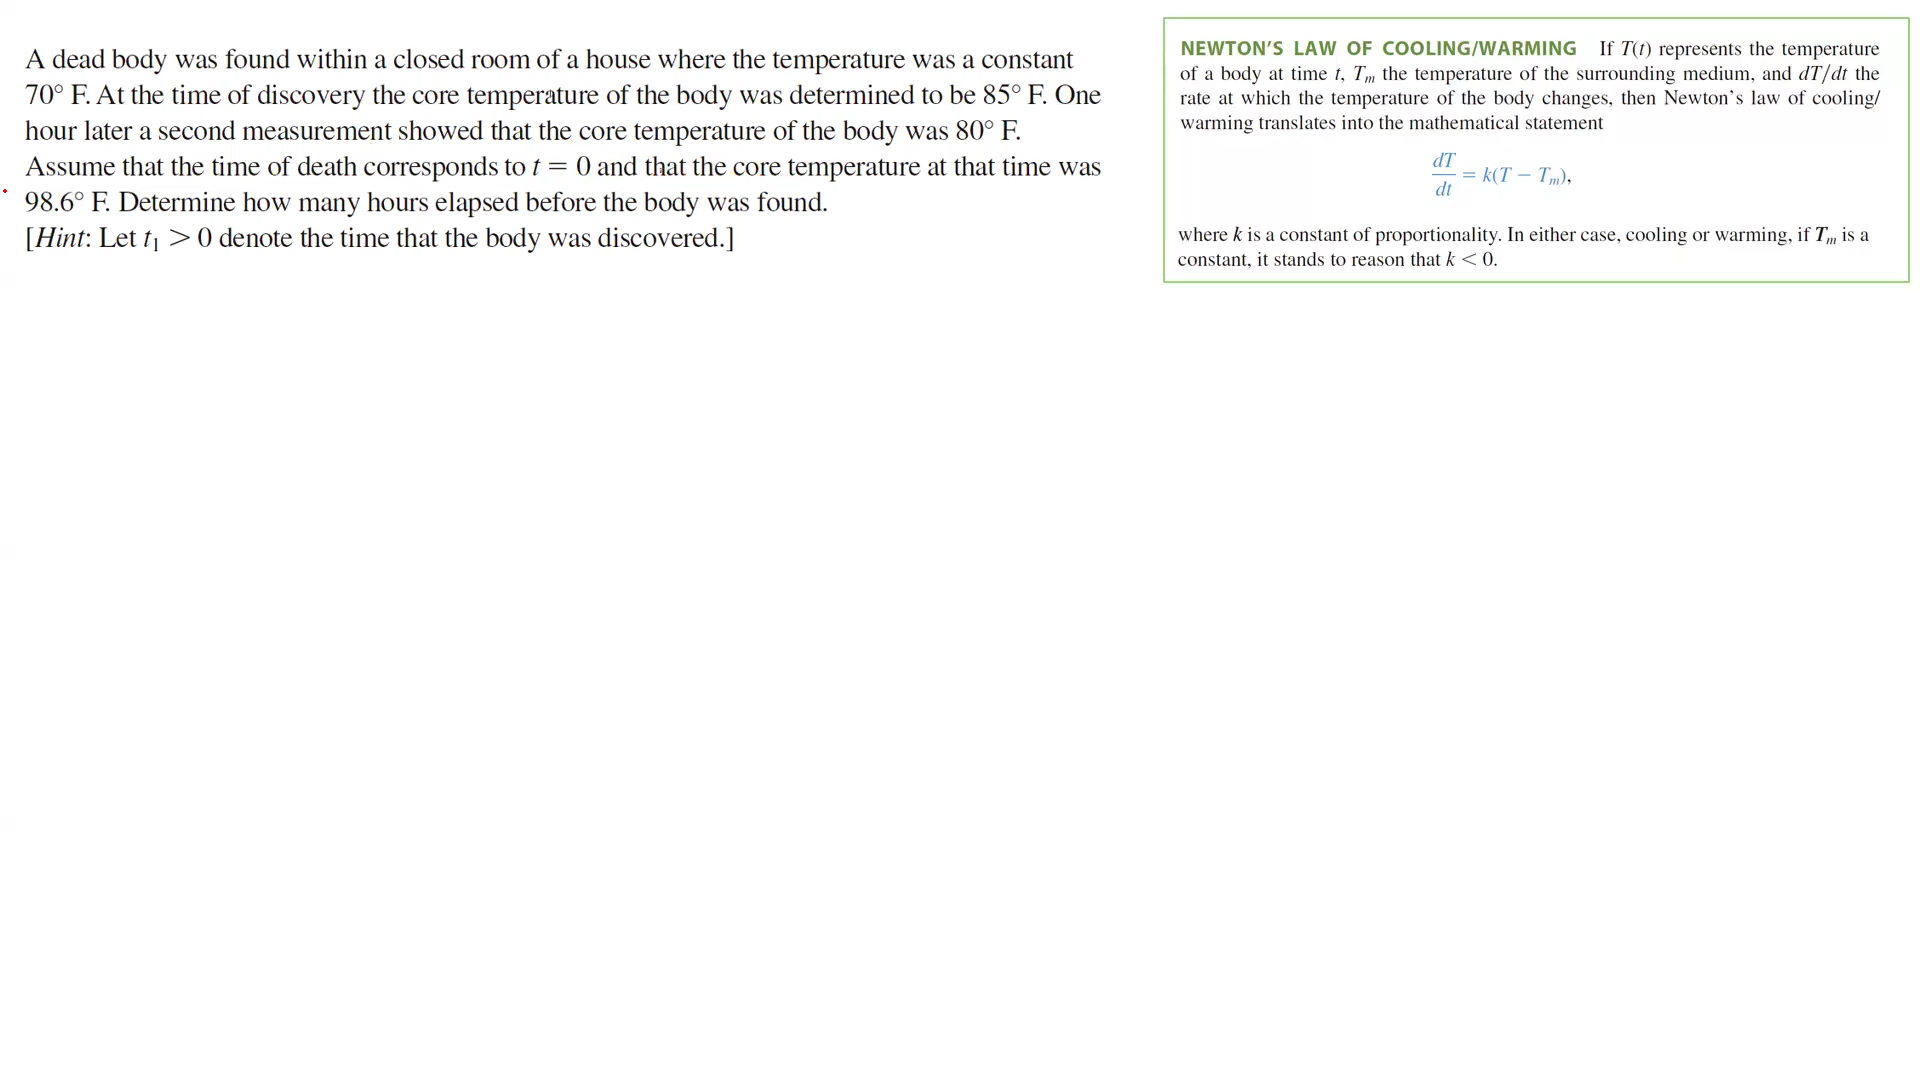 A dead body was found within a closed room of a house where the temperature was a constant
70° F. At the time of discovery the core temperature of the body was determined to be 85° F. One
hour later a second measurement showed that the core temperature of the body was 80° F.
Assume that the time of death corresponds to t = 0 and that the core temperature at that time was
98.6° F. Determine how many hours elapsed before the body was found.
[Hint: Let t₁ > 0 denote the time that the body was discovered.]
NEWTON'S LAW OF COOLING/WARMING If T(t) represents the temperature
of a body at time t, Tₘ the temperature of the surrounding medium, and dT/dt the
rate at which the temperature of the body changes, then Newton's law of cooling/
warming translates into the mathematical statement
dT/dt = k(T − Tₘ),
where k is a constant of proportionality. In either case, cooling or warming, if Tₘ is a
constant, it stands to reason that k < 0.